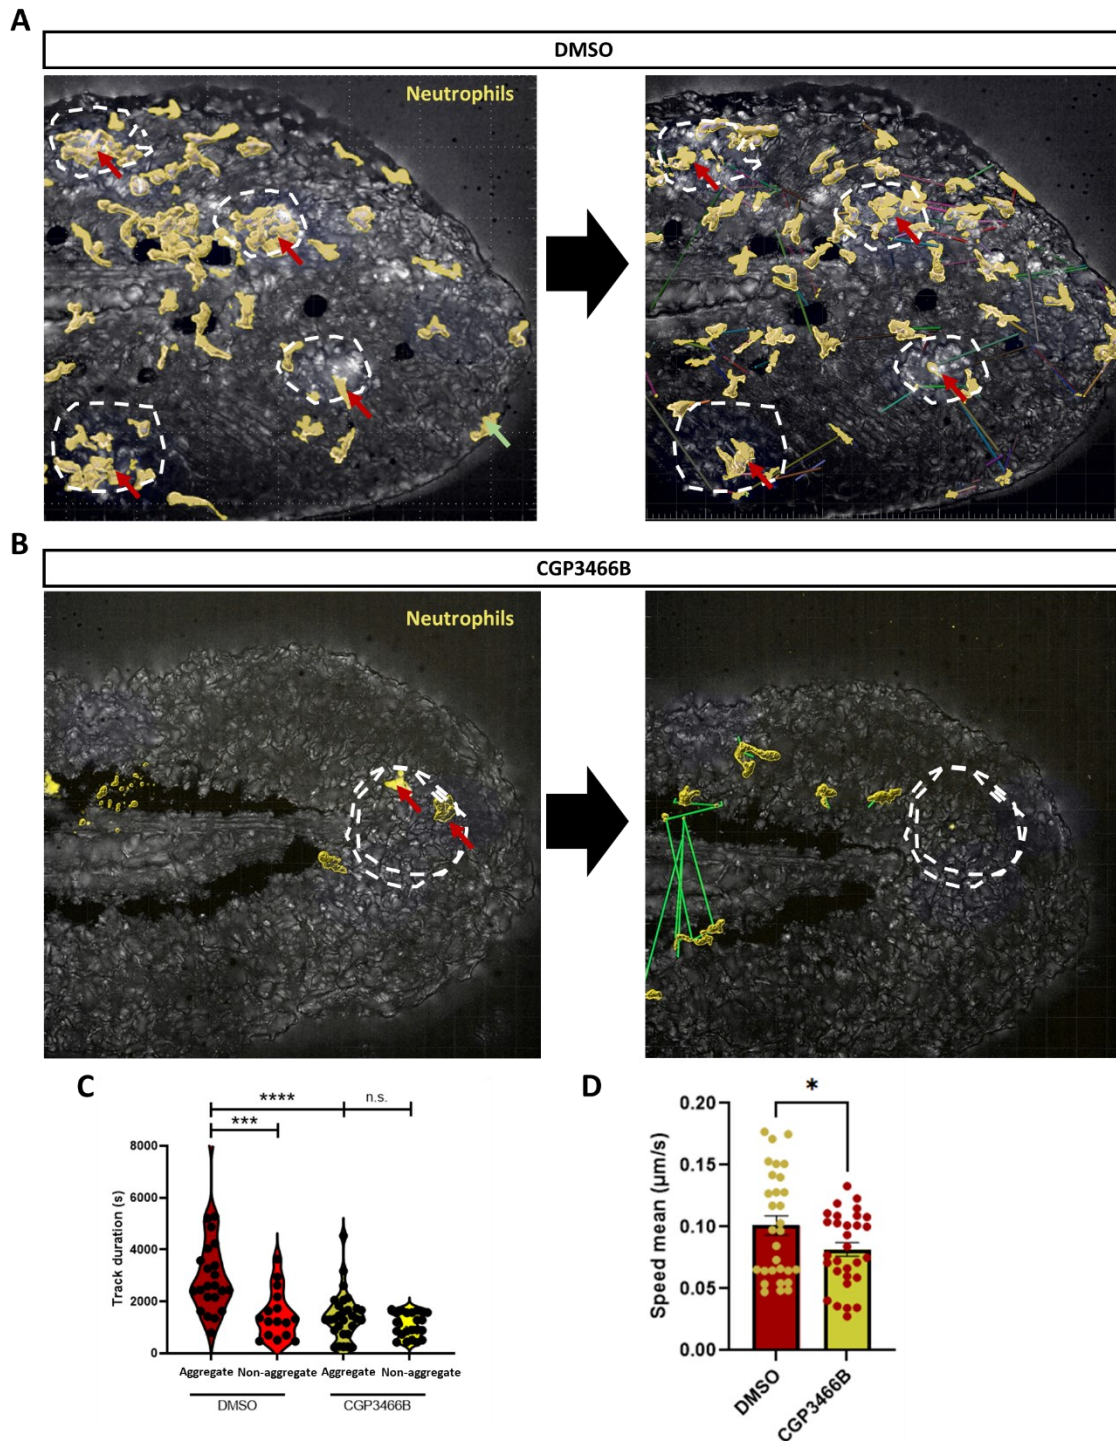 A
DMSO
Neutrophils
B
CGP3466B
Neutrophils
C
****
n.s.
***
8000
6000
4000
2000
0
Track duration (s)
Aggregate Non-aggregate Aggregate Non-aggregate
DMSO CGP3466B
D
*
0.20
0.15
0.10
0.05
0.00
Speed mean (μm/s)
DMSO
CGP3466B